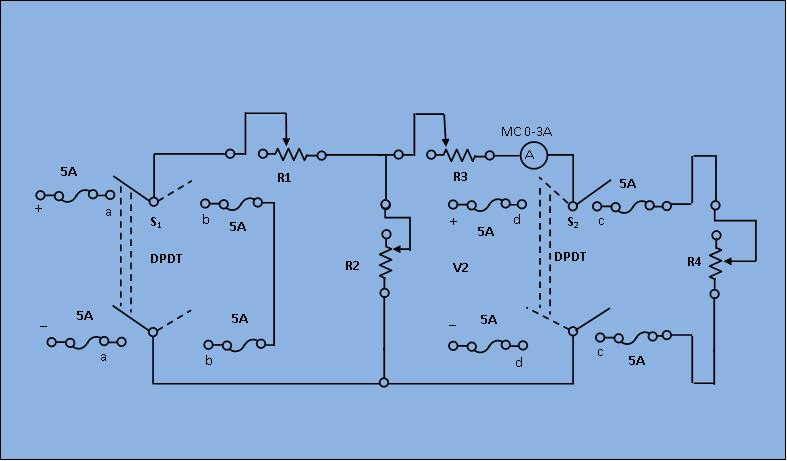 MC 0-3A
A
5A
R1
R3
5A
+
a
S₁
b
5A
+
d
5A
S₂
c
DPDT
R2
V2
DPDT
R4
5A
5A
5A
–
a
b
–
d
c
5A